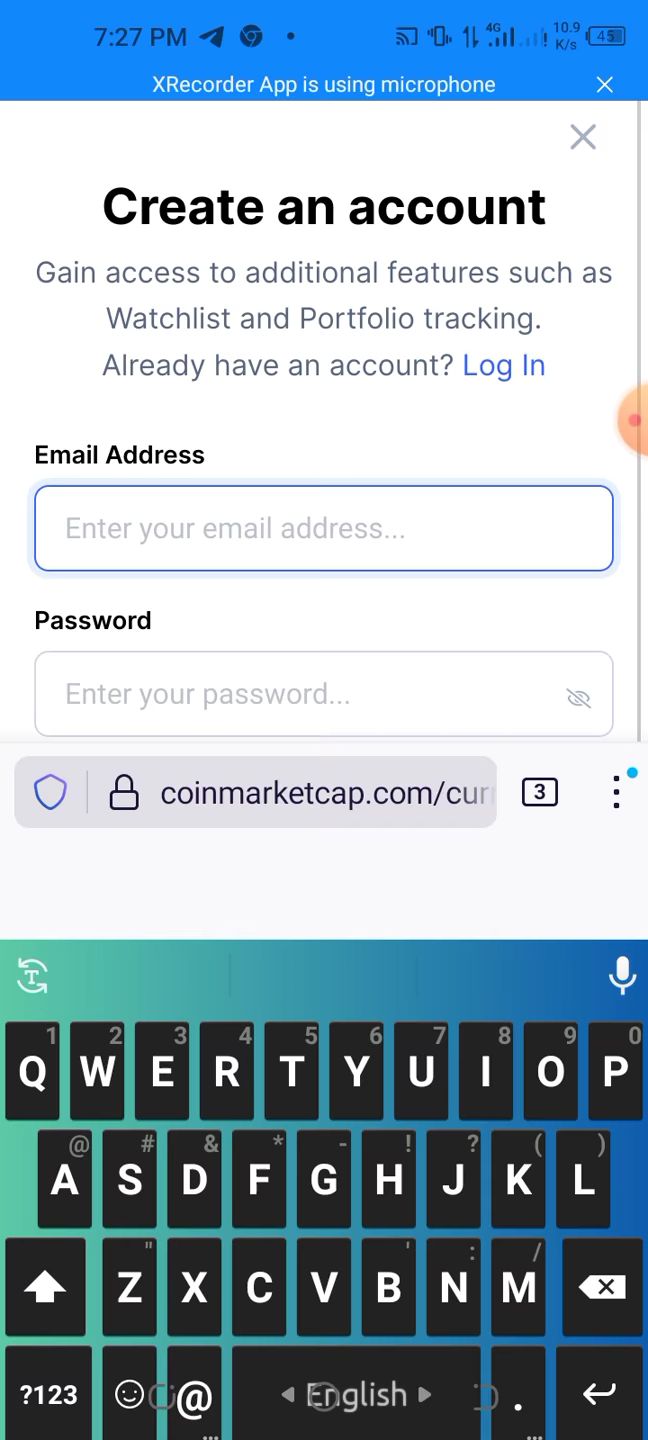 7:27 PM 4G 10.9 K/s 45
XRecorder App is using microphone
Create an account
Gain access to additional features such as
Watchlist and Portfolio tracking.
Already have an account? Log In
Email Address
Enter your email address...
Password
Enter your password...
coinmarketcap.com/cur 3
T
1 2 3 4 5 6 7 8 9 0
Q W E R T Y U I O P
@ # & * - ! ? ( )
A S D F G H J K L
" ' : /
Z X C V B N M
?123 @ English . ...